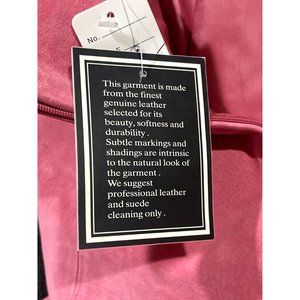 No.
This garment is made
from the finest
genuine leather
selected for its
beauty, softness and
durability .
Subtle markings and
shadings are intrinsic
to the natural look of
the garment .
We suggest
professional leather
and suede
cleaning only .